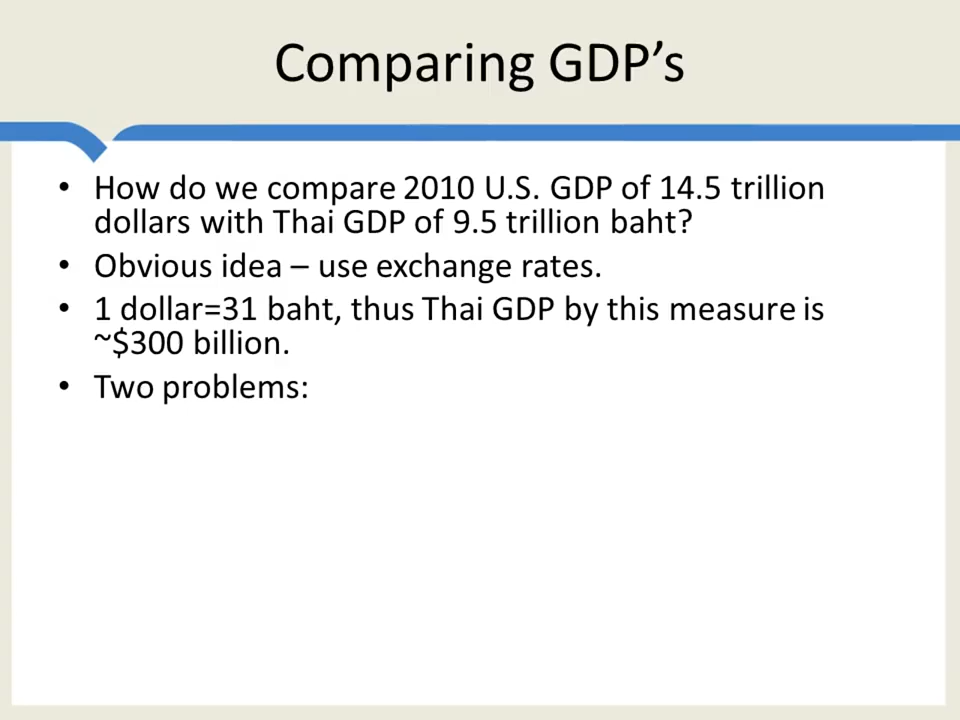 Comparing GDP’s
• How do we compare 2010 U.S. GDP of 14.5 trillion
dollars with Thai GDP of 9.5 trillion baht?
• Obvious idea – use exchange rates.
• 1 dollar=31 baht, thus Thai GDP by this measure is
~$300 billion.
• Two problems: